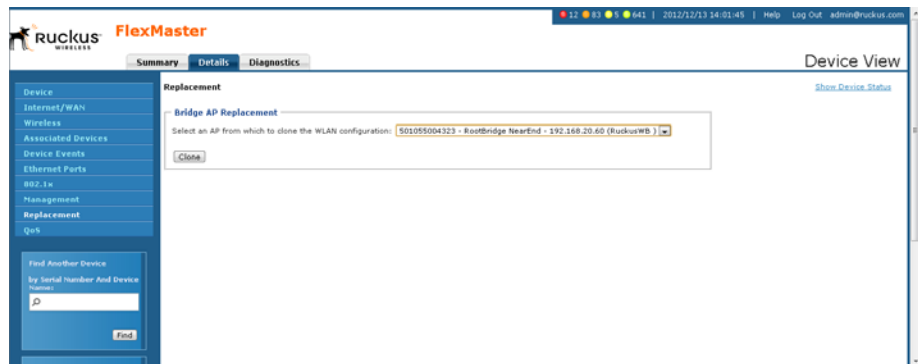 12 83 5 641 | 2012/12/13 14:01:45 | Help Log Out admin@ruckus.com
Ruckus WIRELESS
FlexMaster
Summary Details Diagnostics
Device View
Device
Internet/WAN
Wireless
Associated Devices
Device Events
Ethernet Ports
802.1x
Management
Replacement
QoS
Find Another Device
by Serial Number And Device Name:
Find
Replacement
Show Device Status
Bridge AP Replacement
Select an AP from which to clone the WLAN configuration: 501055004323 - RootBridge NearEnd - 192.168.20.60 (RuckusWB )
Clone